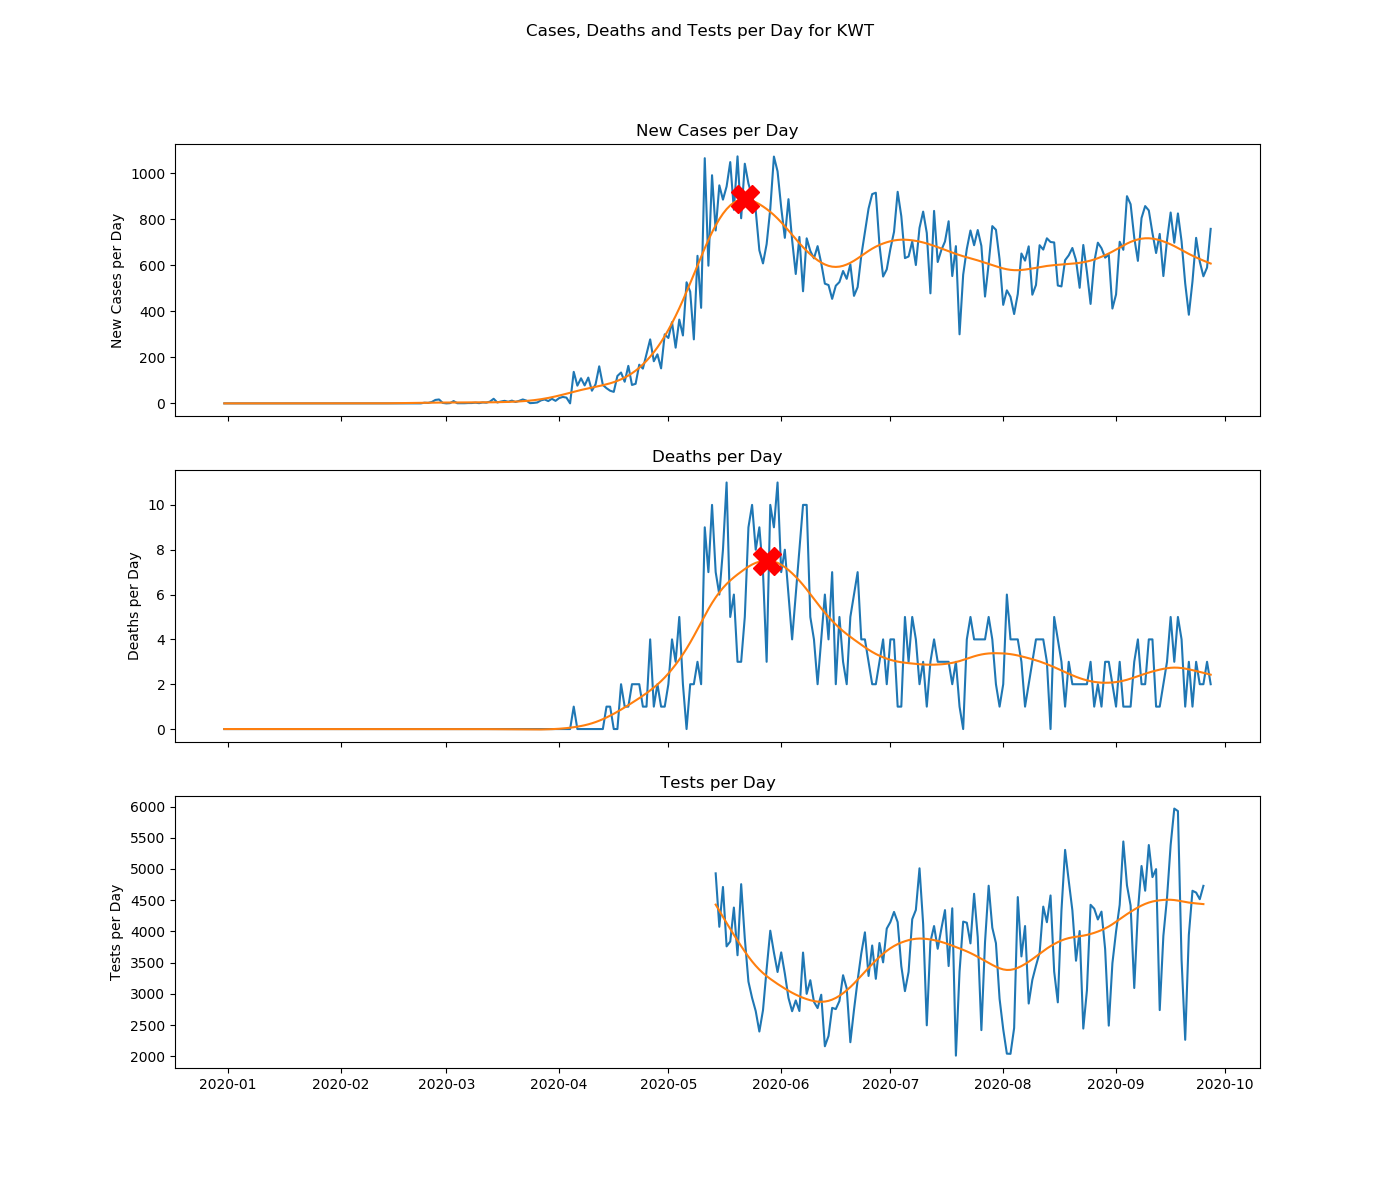 Cases, Deaths and Tests per Day for KWT
New Cases per Day
New Cases per Day
1000
800
600
400
200
0
Deaths per Day
Deaths per Day
10
8
6
4
2
0
Tests per Day
Tests per Day
6000
5500
5000
4500
4000
3500
3000
2500
2000
2020-01 2020-02 2020-03 2020-04 2020-05 2020-06 2020-07 2020-08 2020-09 2020-10